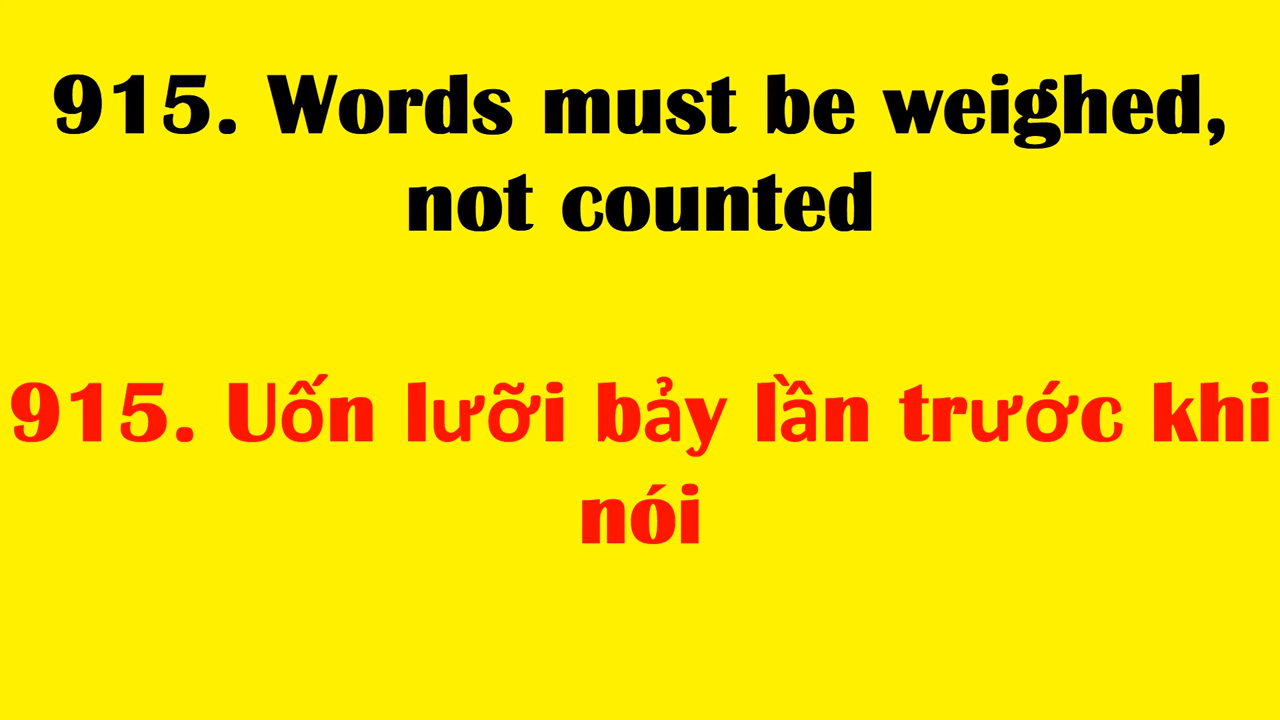 915. Words must be weighed,
not counted
915. Uốn lưỡi bảy lần trước khi
nói